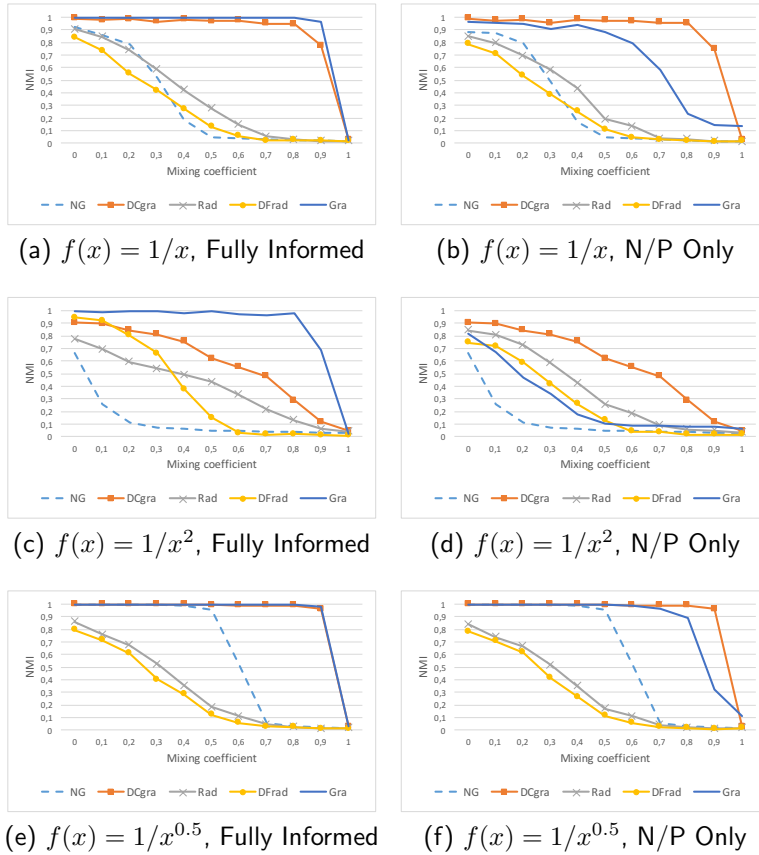 NMI
1
0,9
0,8
0,7
0,6
0,5
0,4
0,3
0,2
0,1
0
0 0,1 0,2 0,3 0,4 0,5 0,6 0,7 0,8 0,9 1
Mixing coefficient
NG DCgra Rad DFrad Gra
(a) f(x) = 1/x, Fully Informed
NMI
1
0,9
0,8
0,7
0,6
0,5
0,4
0,3
0,2
0,1
0
0 0,1 0,2 0,3 0,4 0,5 0,6 0,7 0,8 0,9 1
Mixing coefficient
NG DCgra Rad DFrad Gra
(b) f(x) = 1/x, N/P Only
NMI
1
0,9
0,8
0,7
0,6
0,5
0,4
0,3
0,2
0,1
0
0 0,1 0,2 0,3 0,4 0,5 0,6 0,7 0,8 0,9 1
Mixing coefficient
NG DCgra Rad DFrad Gra
(c) f(x) = 1/x², Fully Informed
NMI
1
0,9
0,8
0,7
0,6
0,5
0,4
0,3
0,2
0,1
0
0 0,1 0,2 0,3 0,4 0,5 0,6 0,7 0,8 0,9 1
Mixing coefficient
NG DCgra Rad DFrad Gra
(d) f(x) = 1/x², N/P Only
NMI
1
0,9
0,8
0,7
0,6
0,5
0,4
0,3
0,2
0,1
0
0 0,1 0,2 0,3 0,4 0,5 0,6 0,7 0,8 0,9 1
Mixing coefficient
NG DCgra Rad DFrad Gra
(e) f(x) = 1/x^0.5, Fully Informed
NMI
1
0,9
0,8
0,7
0,6
0,5
0,4
0,3
0,2
0,1
0
0 0,1 0,2 0,3 0,4 0,5 0,6 0,7 0,8 0,9 1
Mixing coefficient
NG DCgra Rad DFrad Gra
(f) f(x) = 1/x^0.5, N/P Only